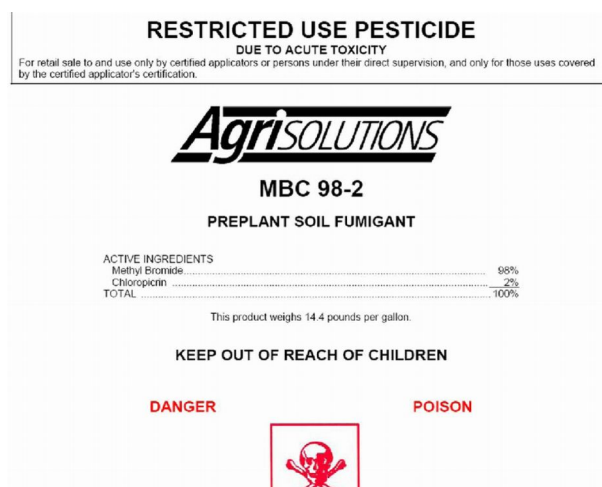 RESTRICTED USE PESTICIDE
DUE TO ACUTE TOXICITY
For retail sale to and use only by certified applicators or persons under their direct supervision, and only for those uses covered
by the certified applicator's certification.
AgriSOLUTIONS
MBC 98-2
PREPLANT SOIL FUMIGANT
ACTIVE INGREDIENTS
Methyl Bromide........................................................ 98%
Chloropicrin ........................................................ 2%
TOTAL ........................................................ 100%
This product weighs 14.4 pounds per gallon.
KEEP OUT OF REACH OF CHILDREN
DANGER POISON